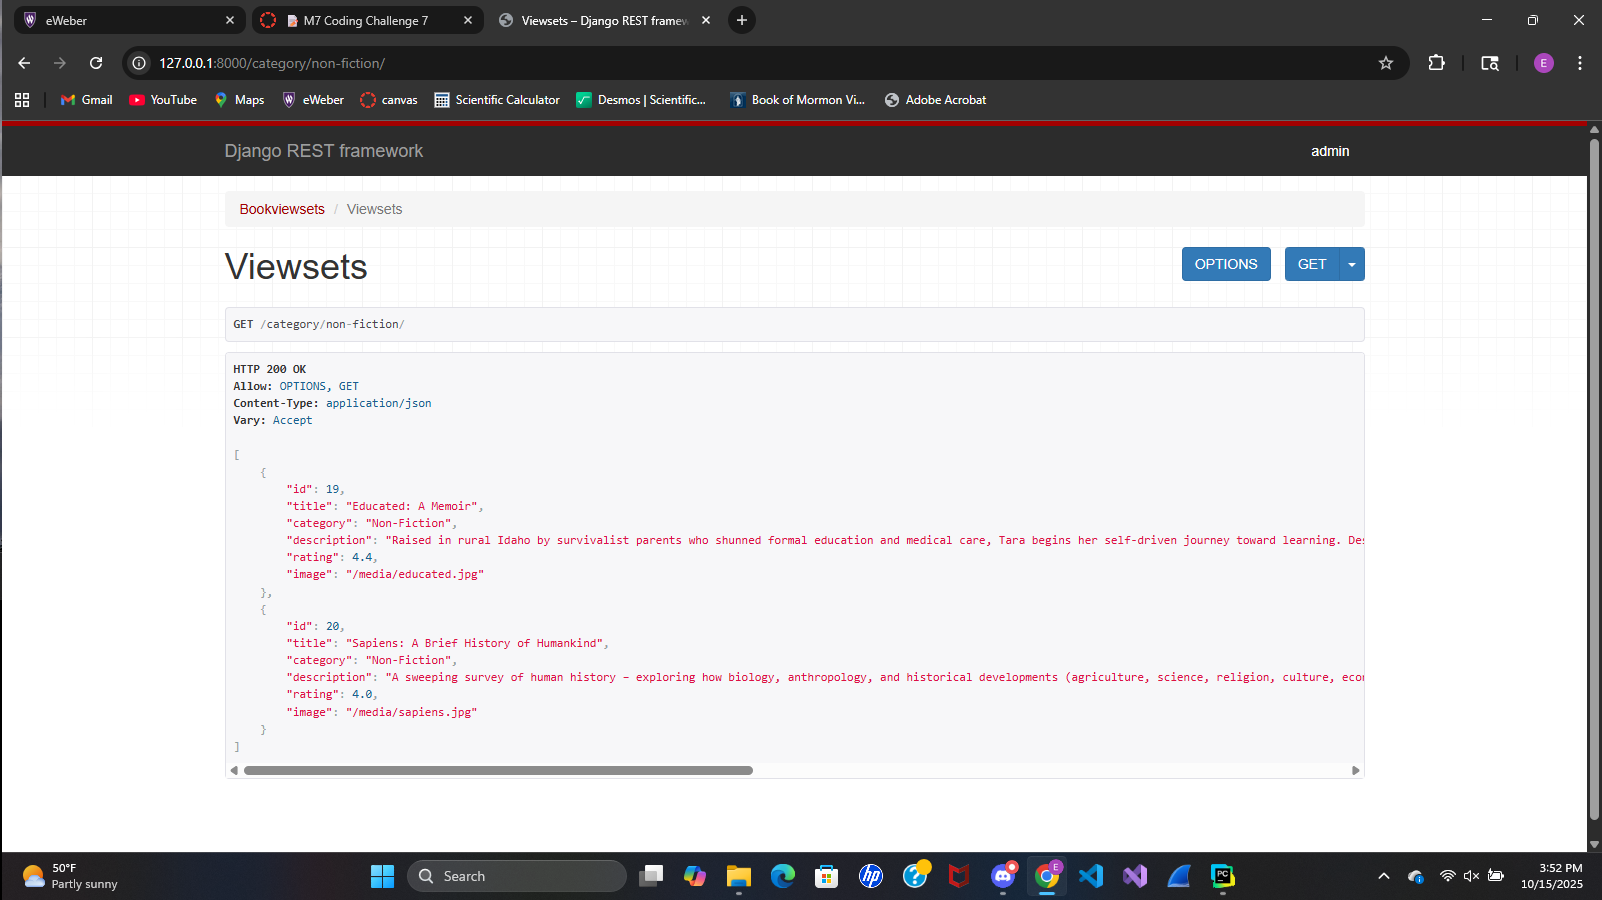 eWeber
M7 Coding Challenge 7
Viewsets – Django REST framew
127.0.0.1:8000/category/non-fiction/
E
Gmail
YouTube
Maps
eWeber
canvas
Scientific Calculator
Desmos | Scientific...
Book of Mormon Vi...
Adobe Acrobat
Django REST framework
admin
Bookviewsets / Viewsets
Viewsets
OPTIONS
GET
GET /category/non-fiction/
HTTP 200 OK
Allow: OPTIONS, GET
Content-Type: application/json
Vary: Accept
[
{
"id": 19,
"title": "Educated: A Memoir",
"category": "Non-Fiction",
"description": "Raised in rural Idaho by survivalist parents who shunned formal education and medical care, Tara begins her self-driven journey toward learning. Des
"rating": 4.4,
"image": "/media/educated.jpg"
},
{
"id": 20,
"title": "Sapiens: A Brief History of Humankind",
"category": "Non-Fiction",
"description": "A sweeping survey of human history – exploring how biology, anthropology, and historical developments (agriculture, science, religion, culture, econ
"rating": 4.0,
"image": "/media/sapiens.jpg"
}
]
50°F
Partly sunny
Search
hp
E
PC
3:52 PM
10/15/2025